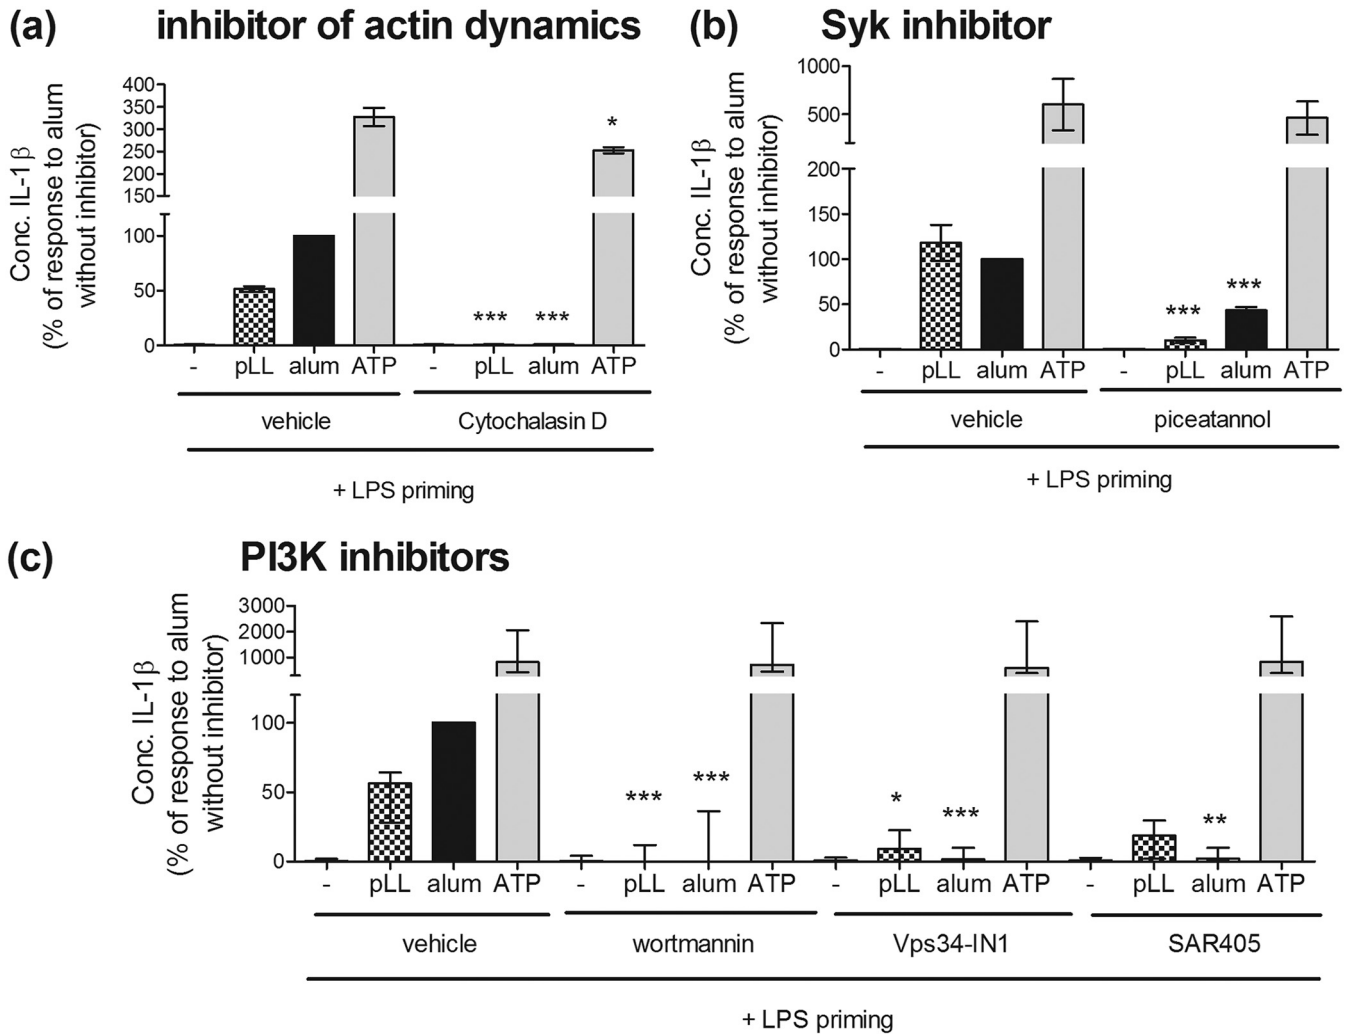 (a) inhibitor of actin dynamics
Conc. IL-1β
(% of response to alum
without inhibitor)
400
350
300
250
200
150
100
50
0
* 
*** ***
- pLL alum ATP - pLL alum ATP
vehicle Cytochalasin D
+ LPS priming
(b) Syk inhibitor
Conc. IL-1β
(% of response to alum
without inhibitor)
1000
500
200
150
100
50
0
***
***
- pLL alum ATP - pLL alum ATP
vehicle piceatannol
+ LPS priming
(c) PI3K inhibitors
Conc. IL-1β
(% of response to alum
without inhibitor)
3000
2000
1000
100
50
0
*** *** * *** **
- pLL alum ATP - pLL alum ATP - pLL alum ATP - pLL alum ATP
vehicle wortmannin Vps34-IN1 SAR405
+ LPS priming